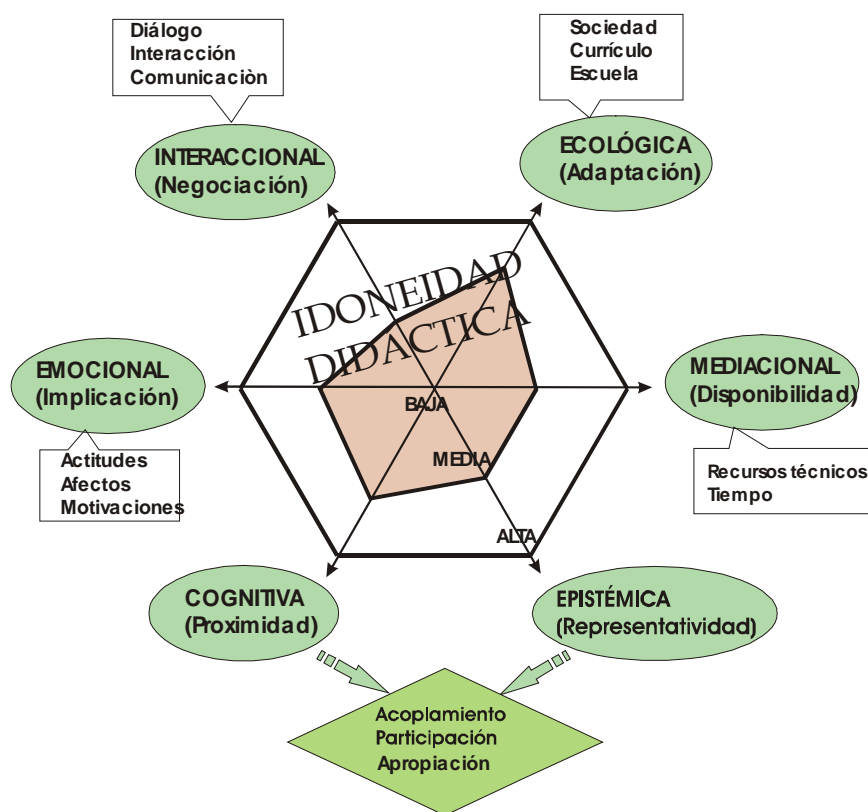 Diálogo
Interacción
Comunicaciòn
Sociedad
Currículo
Escuela
INTERACCIONAL
(Negociación)
ECOLÓGICA
(Adaptación)
IDONEIDAD
DIDACTICA
EMOCIONAL
(Implicación)
MEDIACIONAL
(Disponibilidad)
BAJA
MEDIA
ALTA
Actitudes
Afectos
Motivaciones
Recursos técnicos
Tiempo
COGNITIVA
(Proximidad)
EPISTÉMICA
(Representatividad)
Acoplamiento
Participación
Apropiación